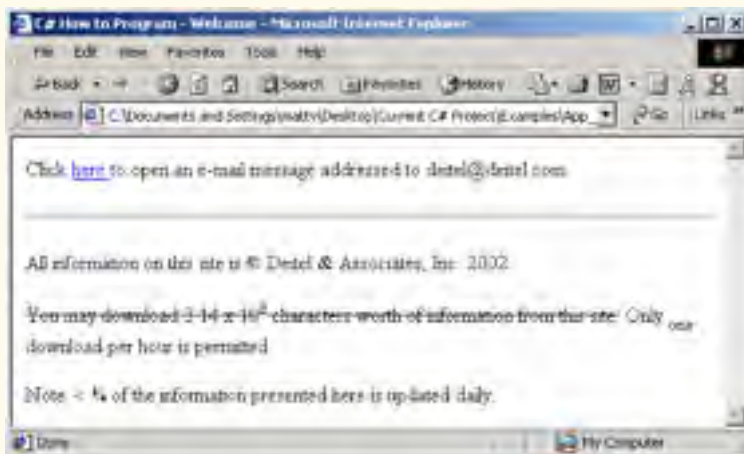 C# How to Program - Welcome - Microsoft Internet Explorer
File Edit View Favorites Tools Help
Back Search Favorites History
Address C:\Documents and Settings\mattv\Desktop\Current C# Project\Examples\App Go Links »
Click here to open an e-mail message addressed to deitel@deitel.com.
All information on this site is © Deitel & Associates, Inc. 2002.
You may download 3.14 x 10² characters worth of information from this site. Only one
download per hour is permitted.
Note: < ¼ of the information presented here is updated daily.
Done My Computer